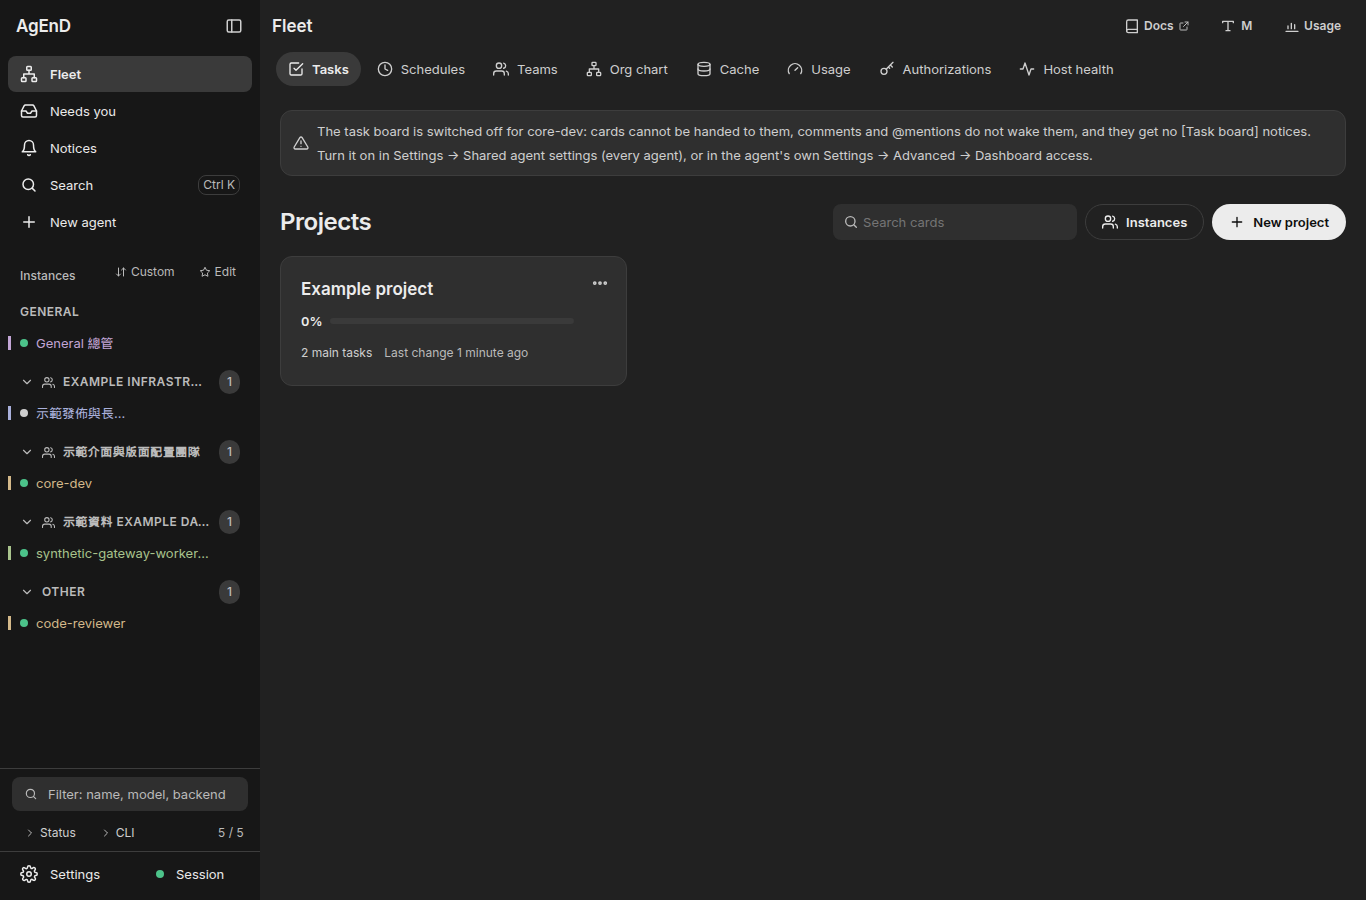 AgEnD
Fleet
Needs you
Notices
Search Ctrl K
New agent
Instances Custom Edit
GENERAL
General 總管
EXAMPLE INFRASTR... 1
示範發佈與長...
示範介面與版面配置團隊 1
core-dev
示範資料 EXAMPLE DA... 1
synthetic-gateway-worker...
OTHER 1
code-reviewer
Filter: name, model, backend
Status CLI 5 / 5
Settings Session
Fleet Docs M Usage
Tasks Schedules Teams Org chart Cache Usage Authorizations Host health
The task board is switched off for core-dev: cards cannot be handed to them, comments and @mentions do not wake them, and they get no [Task board] notices.
Turn it on in Settings → Shared agent settings (every agent), or in the agent's own Settings → Advanced → Dashboard access.
Projects Search cards Instances New project
Example project
0%
2 main tasks Last change 1 minute ago